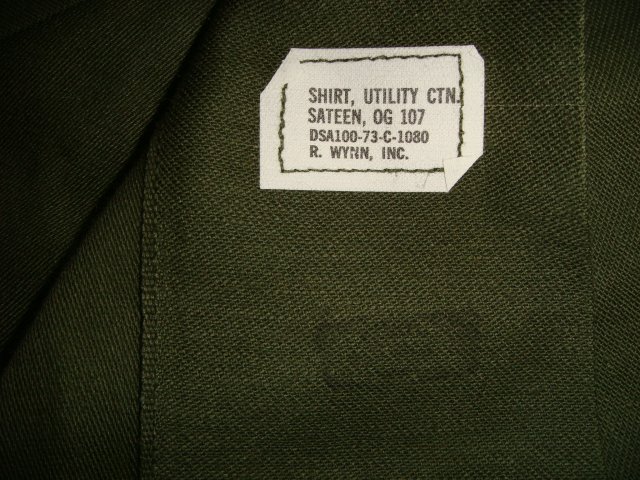 SHIRT, UTILITY CTN.
SATEEN, OG 107
DSA100-73-C-1080
R. WYNN, INC.